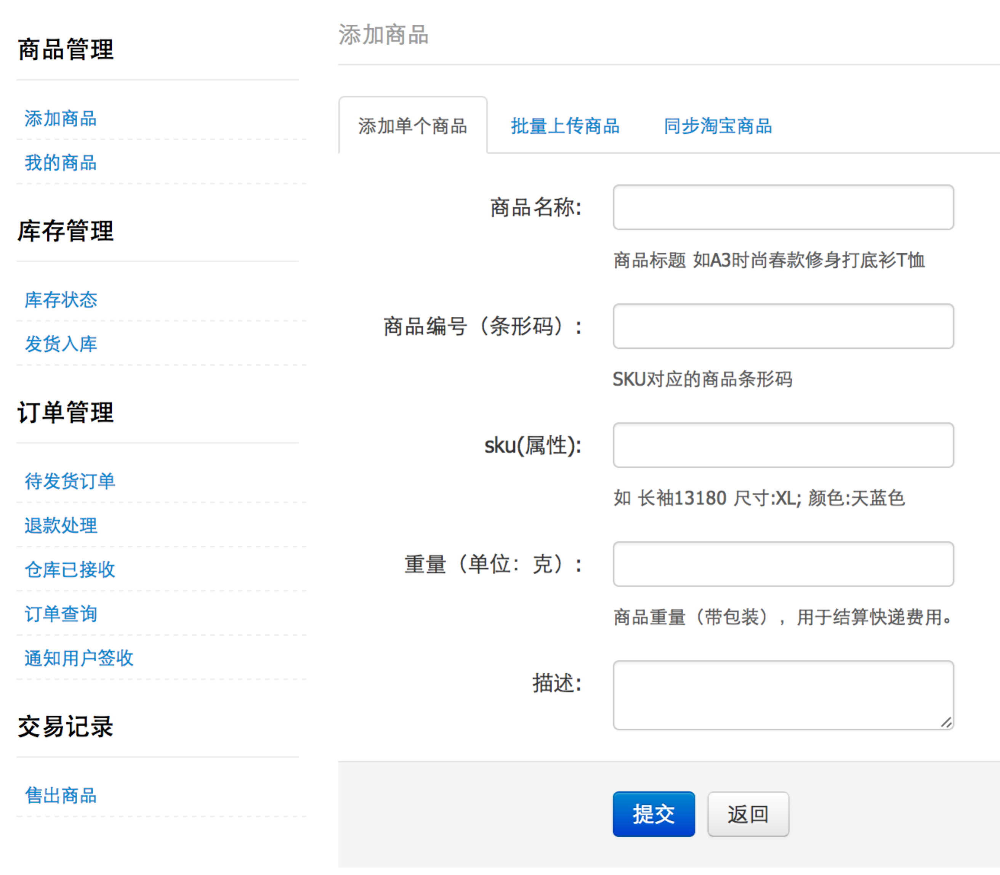 商品管理
添加商品
我的商品
库存管理
库存状态
发货入库
订单管理
待发货订单
退款处理
仓库已接收
订单查询
通知用户签收
交易记录
售出商品
添加商品
添加单个商品 批量上传商品 同步淘宝商品
商品名称:
商品标题 如A3时尚春款修身打底衫T恤
商品编号（条形码）:
SKU对应的商品条形码
sku(属性):
如 长袖13180 尺寸:XL; 颜色:天蓝色
重量（单位：克）:
商品重量（带包装），用于结算快递费用。
描述:
提交 返回